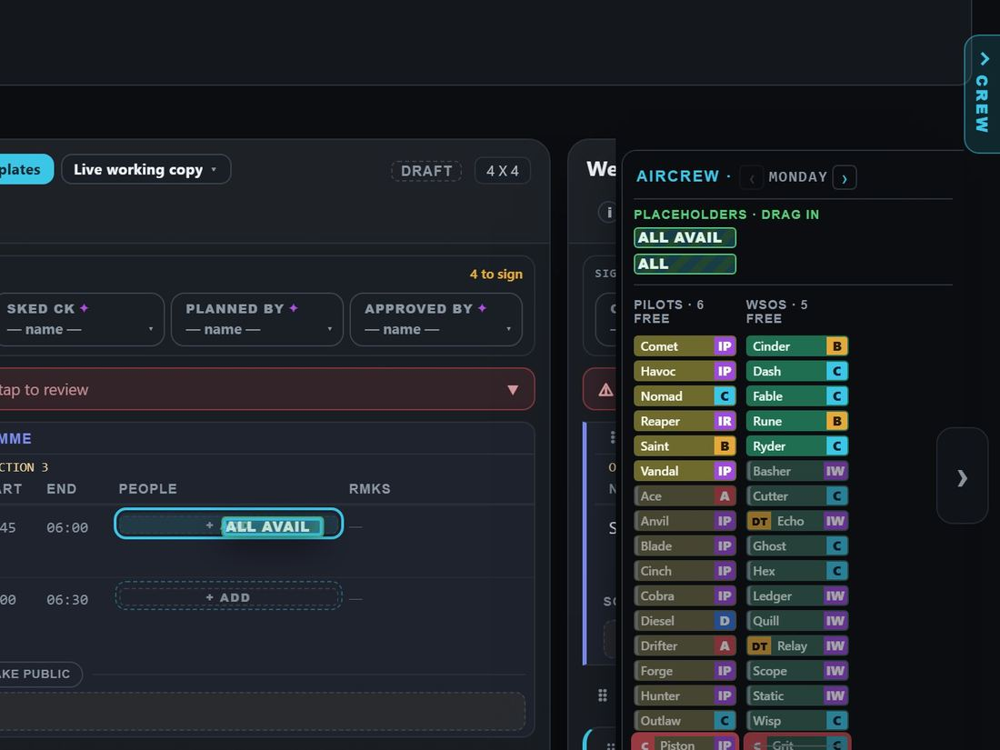 CREW
plates
Live working copy
DRAFT
4 X 4
4 to sign
SKED CK
— name —
PLANNED BY
— name —
APPROVED BY
— name —
tap to review
MME
CTION 3
ART END PEOPLE RMKS
45 06:00 + ALL AVAIL —
00 06:30 + ADD —
AKE PUBLIC
We
i
SIG
AIRCREW · ‹ MONDAY ›
PLACEHOLDERS · DRAG IN
ALL AVAIL
ALL
PILOTS · 6 FREE
WSOS · 5 FREE
Comet IP Cinder B
Havoc IP Dash C
Nomad C Fable C
Reaper IR Rune B
Saint B Ryder C
Vandal IP Basher IW
Ace A Cutter C
Anvil IP DT Echo IW
Blade IP Ghost C
Cinch IP Hex C
Cobra IP Ledger IW
Diesel D Quill IW
Drifter A DT Relay IW
Forge IP Scope IW
Hunter IP Static IW
Outlaw C Wisp C
C Piston IP C Grit C